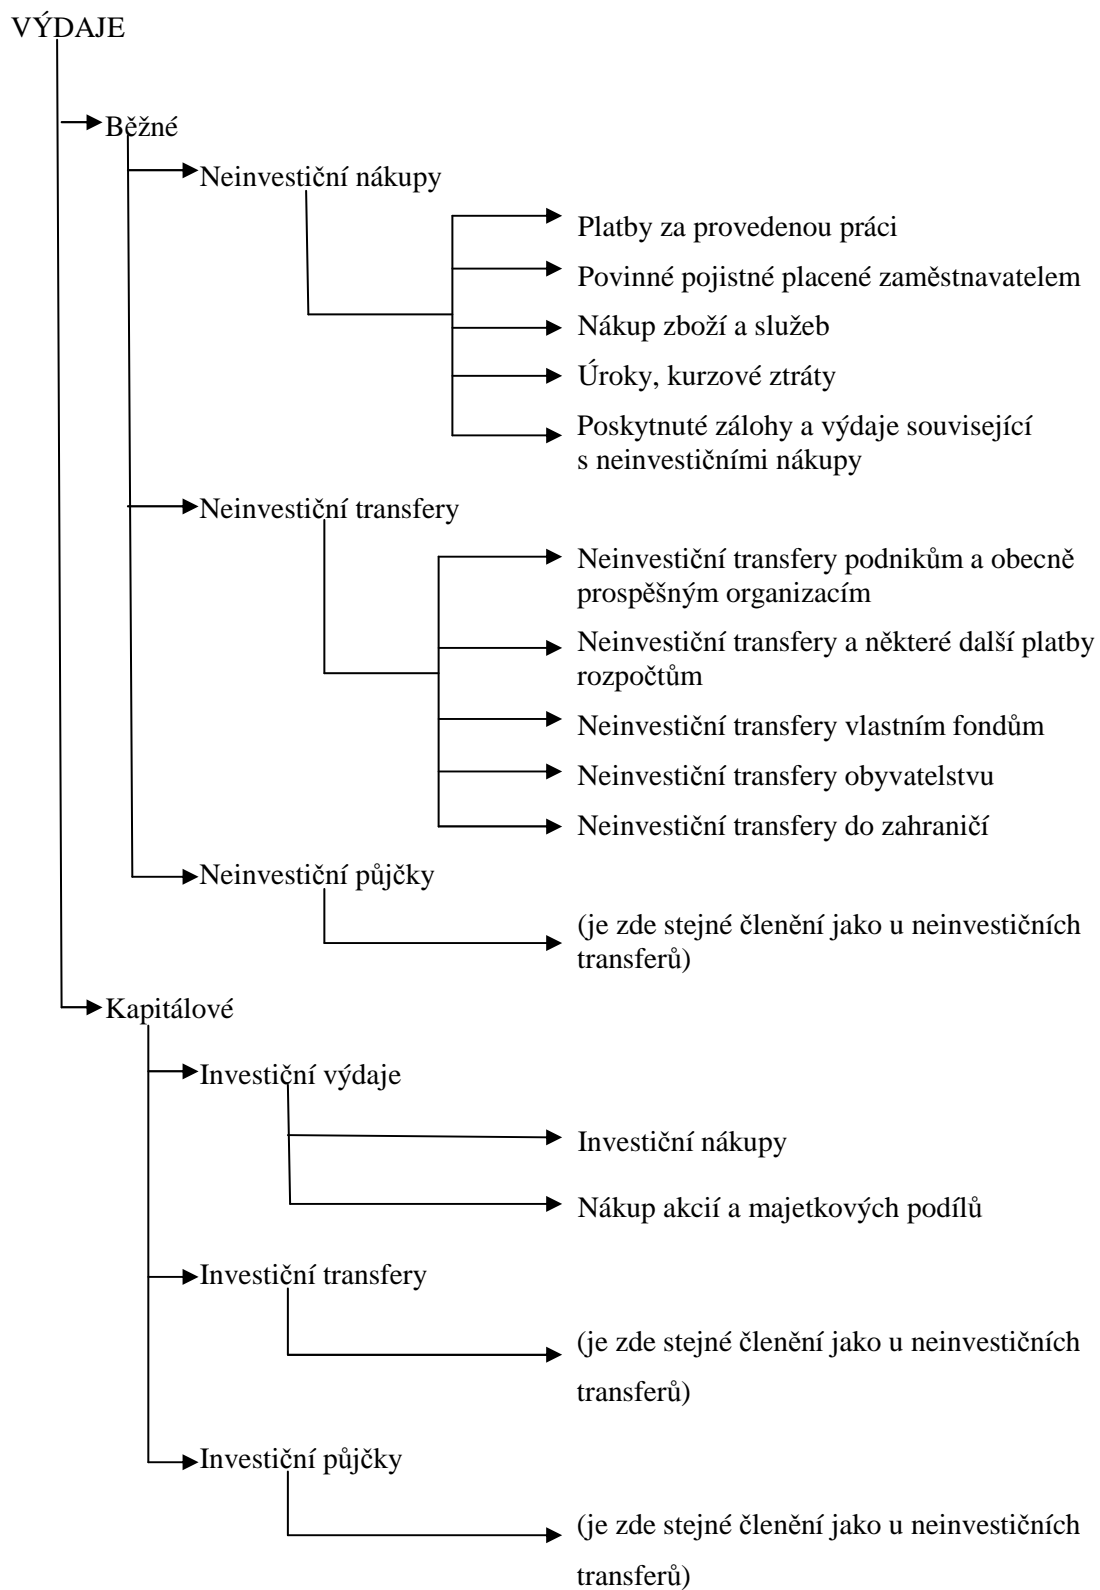 VÝDAJE
Běžné
Neinvestiční nákupy
Platby za provedenou práci
Povinné pojistné placené zaměstnavatelem
Nákup zboží a služeb
Úroky, kurzové ztráty
Poskytnuté zálohy a výdaje související
s neinvestičními nákupy
Neinvestiční transfery
Neinvestiční transfery podnikům a obecně
prospěšným organizacím
Neinvestiční transfery a některé další platby
rozpočtům
Neinvestiční transfery vlastním fondům
Neinvestiční transfery obyvatelstvu
Neinvestiční transfery do zahraničí
Neinvestiční půjčky
(je zde stejné členění jako u neinvestičních
transferů)
Kapitálové
Investiční výdaje
Investiční nákupy
Nákup akcií a majetkových podílů
Investiční transfery
(je zde stejné členění jako u neinvestičních
transferů)
Investiční půjčky
(je zde stejné členění jako u neinvestičních
transferů)